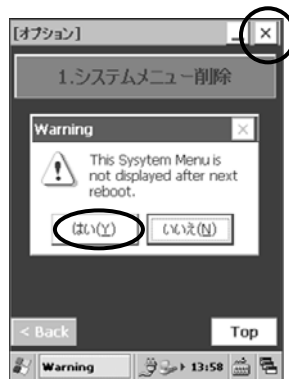 [オプション]
1.システムメニュー削除
Warning
This Sysytem Menu is
not displayed after next
reboot.
はい(Y) いいえ(N)
< Back Top
Warning 13:58